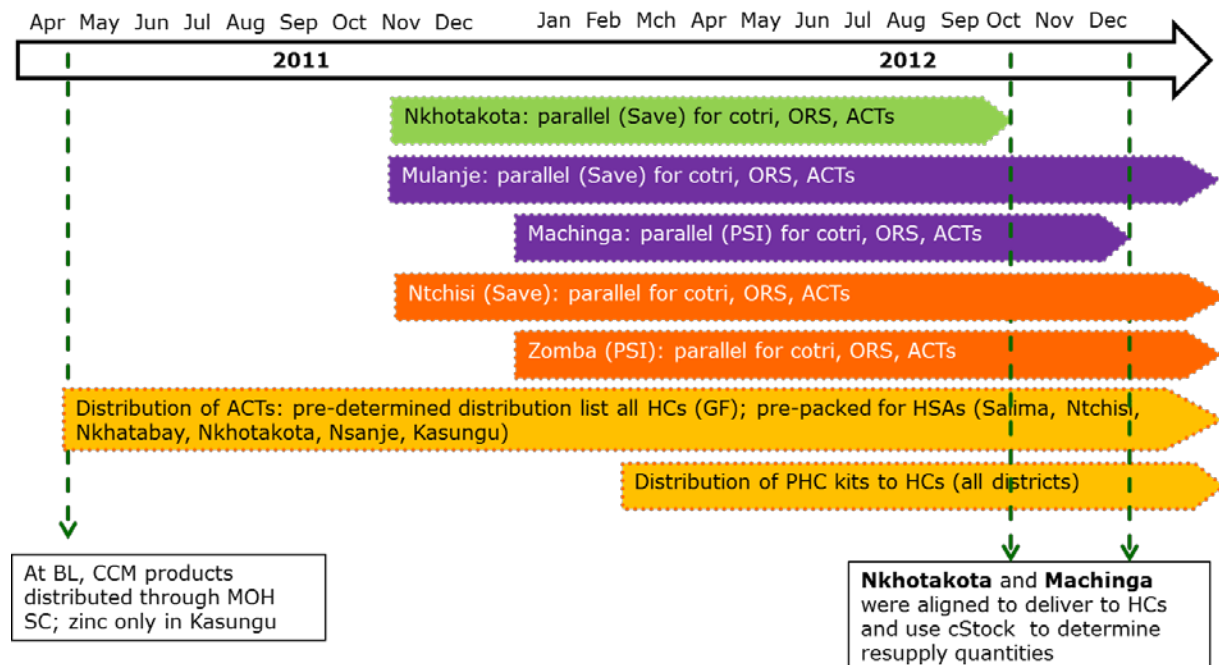 Apr May Jun Jul Aug Sep Oct Nov Dec Jan Feb Mch Apr May Jun Jul Aug Sep Oct Nov Dec
2011 2012
Nkhotakota: parallel (Save) for cotri, ORS, ACTs
Mulanje: parallel (Save) for cotri, ORS, ACTs
Machinga: parallel (PSI) for cotri, ORS, ACTs
Ntchisi (Save): parallel for cotri, ORS, ACTs
Zomba (PSI): parallel for cotri, ORS, ACTs
Distribution of ACTs: pre-determined distribution list all HCs (GF); pre-packed for HSAs (Salima, Ntchisi,
Nkhatabay, Nkhotakota, Nsanje, Kasungu)
Distribution of PHC kits to HCs (all districts)
At BL, CCM products
distributed through MOH
SC; zinc only in Kasungu
Nkhotakota and Machinga
were aligned to deliver to HCs
and use cStock to determine
resupply quantities